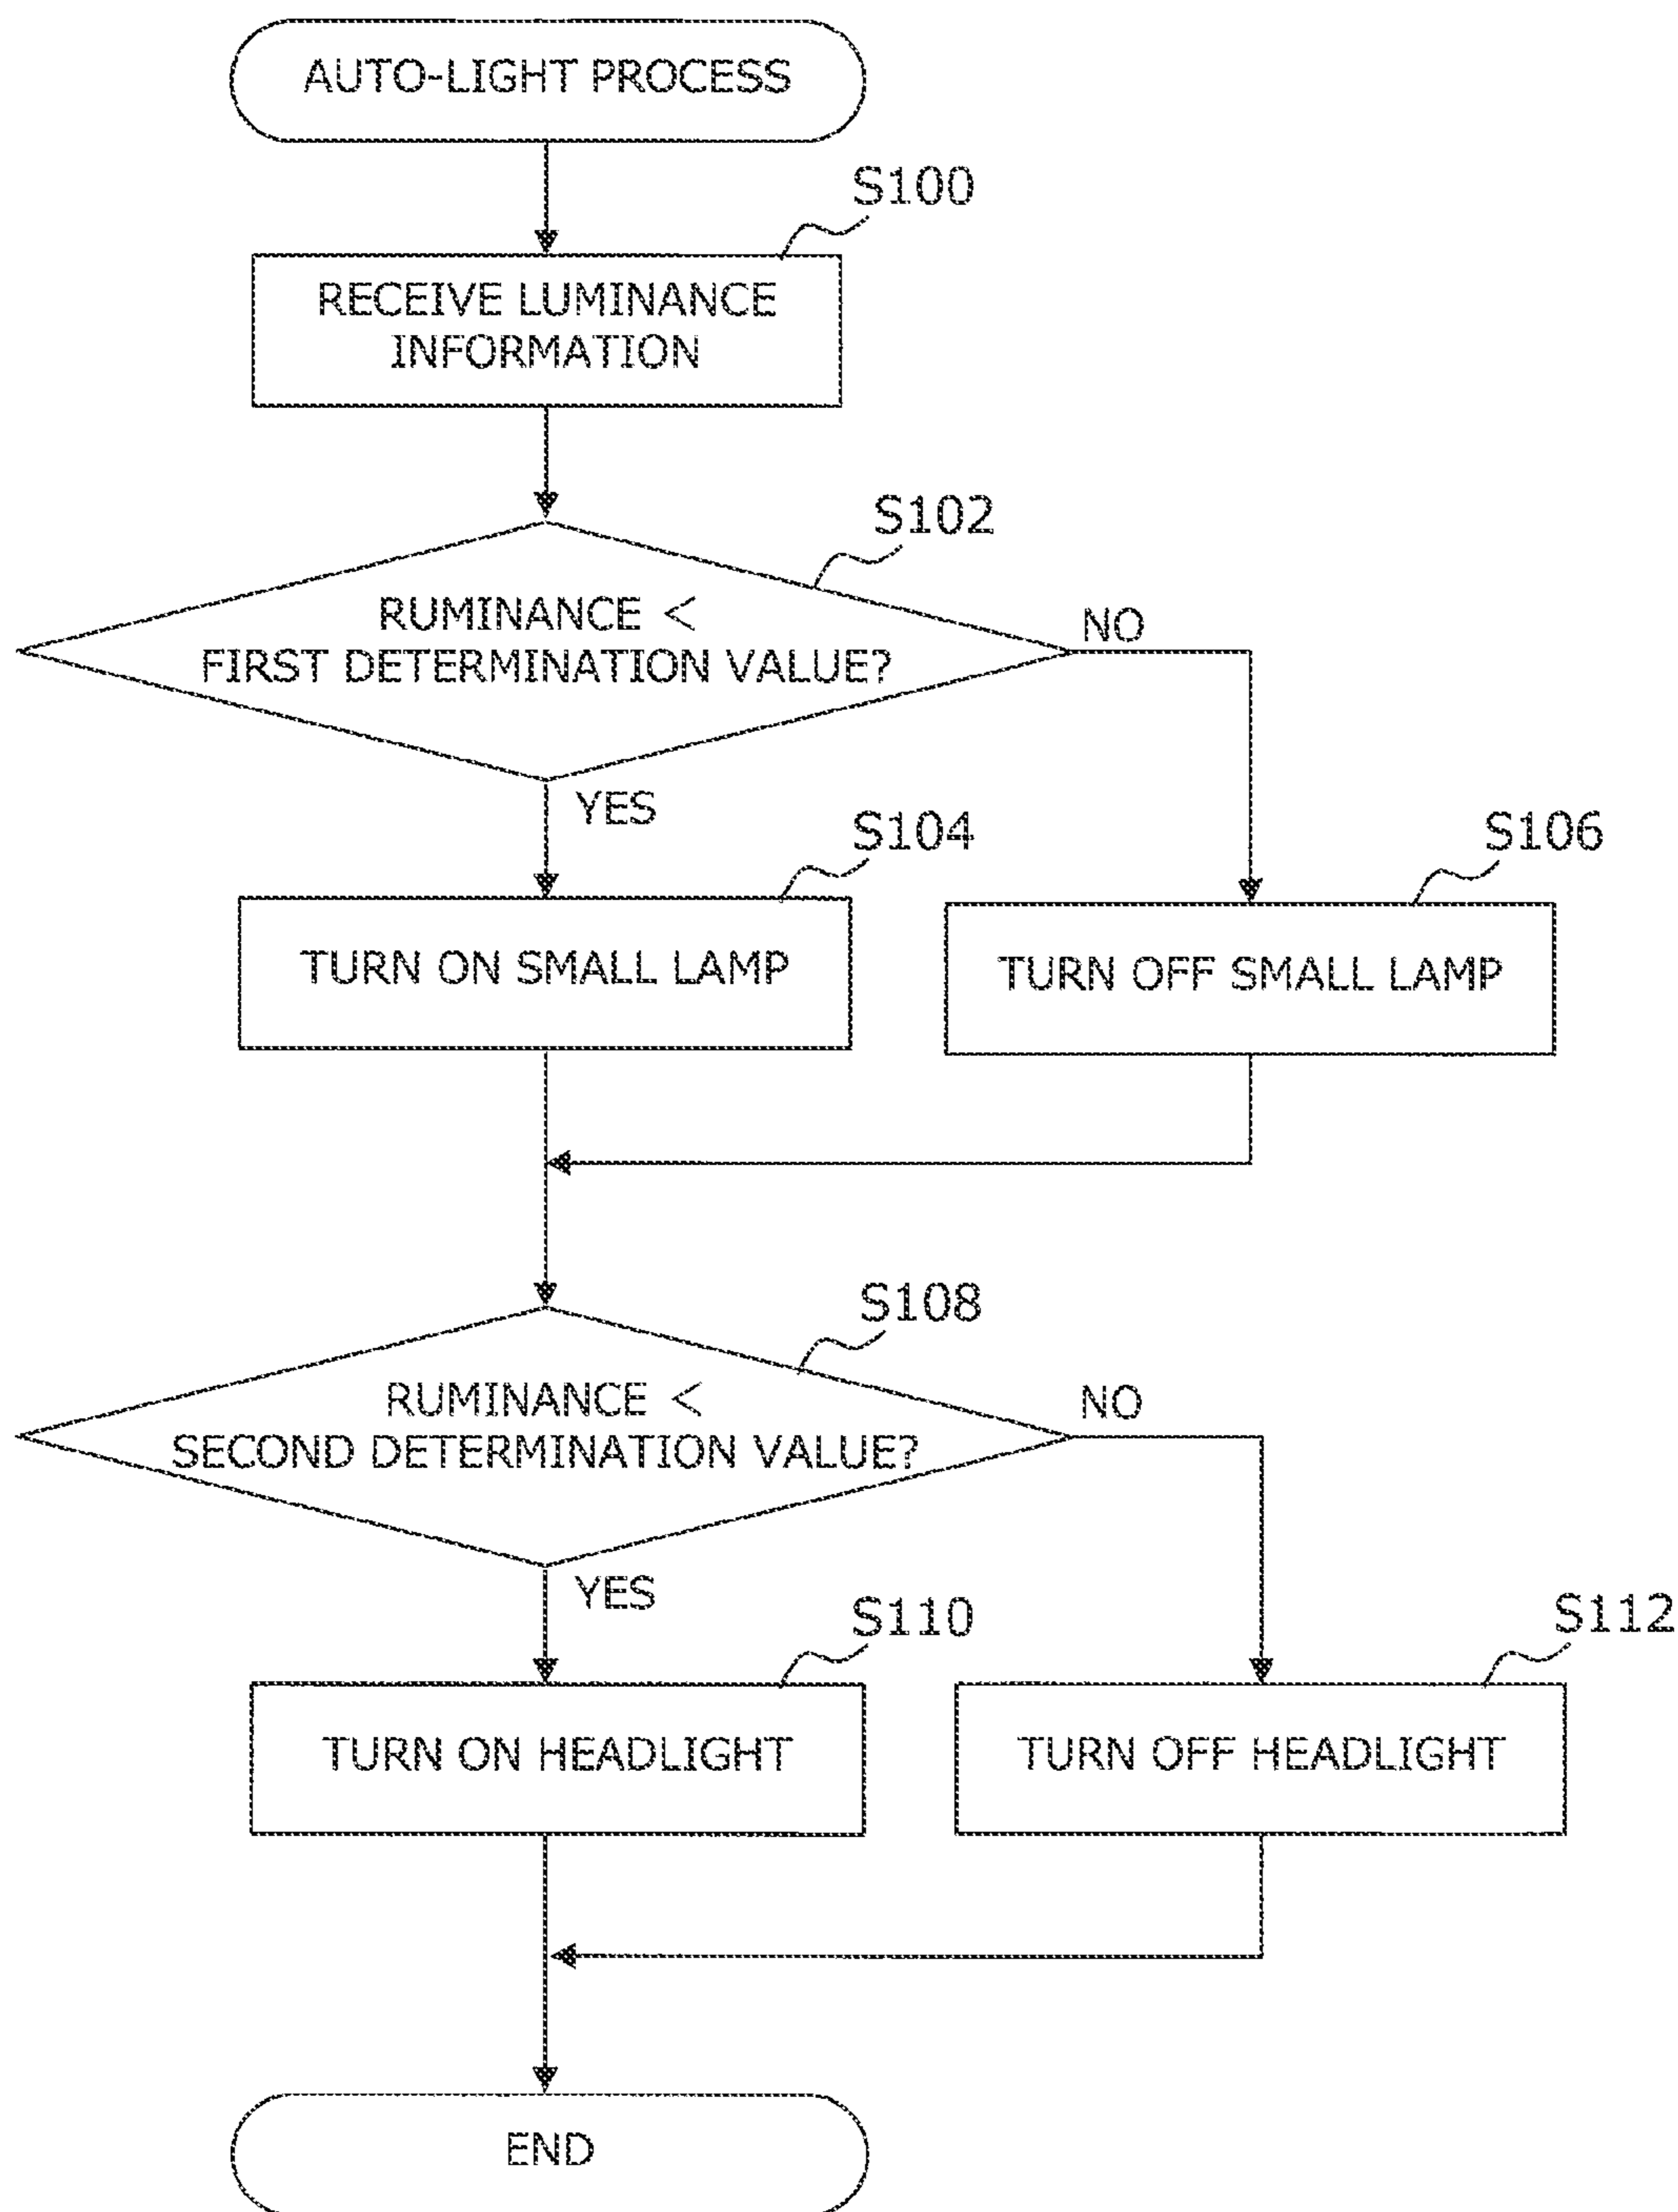 AUTO-LIGHT PROCESS
S100
RECEIVE LUMINANCE
INFORMATION
S102
RUMINANCE <
FIRST DETERMINATION VALUE?
NO
YES
S104
S106
TURN ON SMALL LAMP
TURN OFF SMALL LAMP
S108
RUMINANCE <
SECOND DETERMINATION VALUE?
NO
YES
S110
S112
TURN ON HEADLIGHT
TURN OFF HEADLIGHT
END